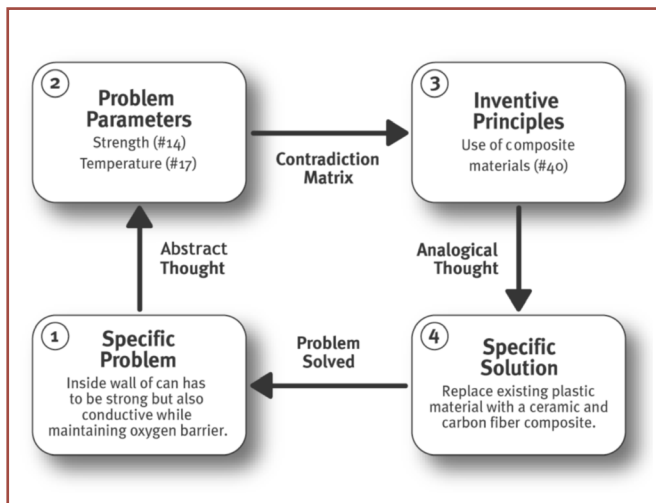 2
Problem
Parameters
Strength (#14)
Temperature (#17)
Contradiction
Matrix
3
Inventive
Principles
Use of composite
materials (#40)
Abstract
Thought
Analogical
Thought
1
Specific
Problem
Inside wall of can has
to be strong but also
conductive while
maintaining oxygen barrier.
Problem
Solved
4
Specific
Solution
Replace existing plastic
material with a ceramic and
carbon fiber composite.